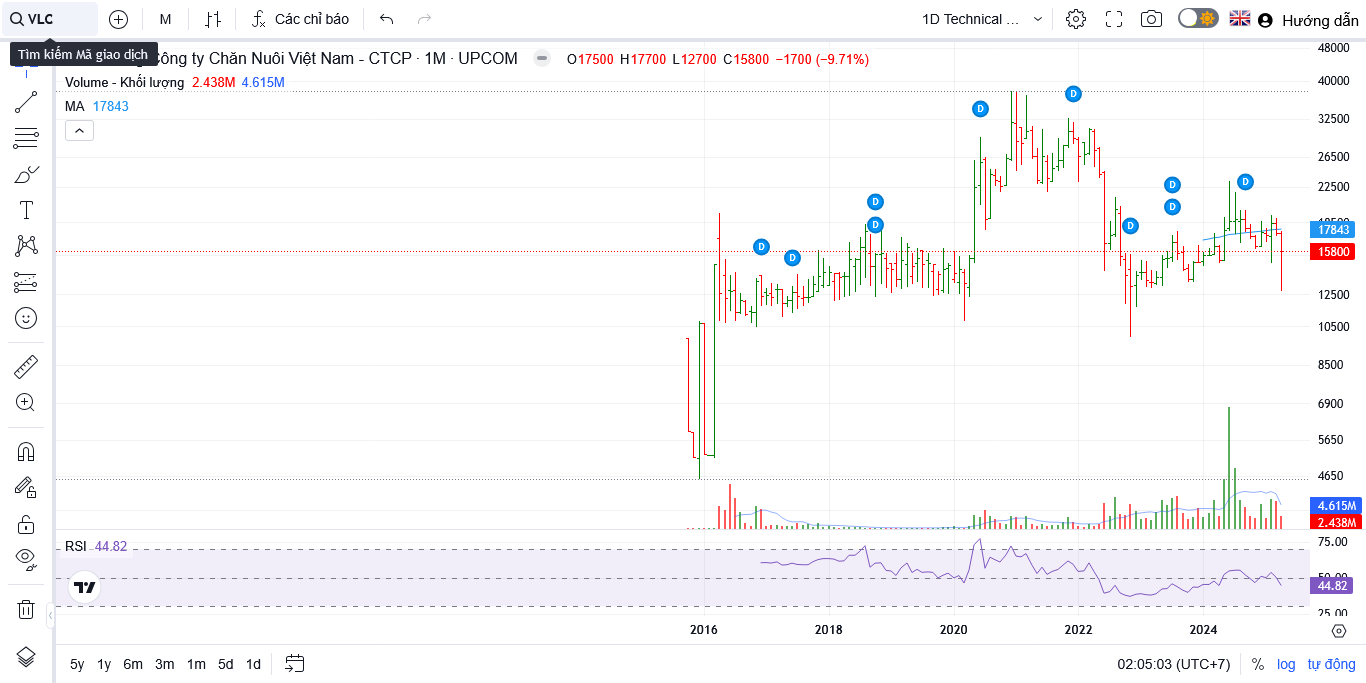 VLC
M
Các chỉ báo
1D Technical ...
Hướng dẫn
Tìm kiếm Mã giao dịch
Công ty Chăn Nuôi Việt Nam - CTCP · 1M · UPCOM
O17500 H17700 L12700 C15800 −1700 (−9.71%)
Volume - Khối lượng 2.438M 4.615M
MA 17843
48000
40000
32500
26500
22500
17843
15800
12500
10500
8500
6900
5650
4650
4.615M
2.438M
D
D
D
D
D
D
D
D
D
D
RSI 44.82
75.00
50.00
44.82
25.00
2016 2018 2020 2022 2024
5y 1y 6m 3m 1m 5d 1d
02:05:03 (UTC+7) % log tự động